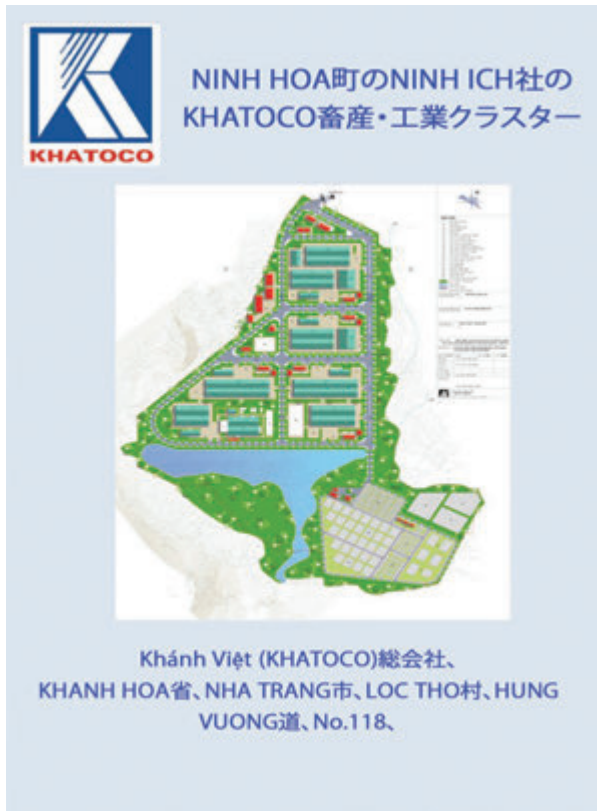 KHATOCO
NINH HOA町のNINH ICH社の
KHATOCO畜産・工業クラスター
Khánh Việt (KHATOCO)総会社、
KHANH HOA省、NHA TRANG市、LOC THO村、HUNG
VUONG道、No.118、